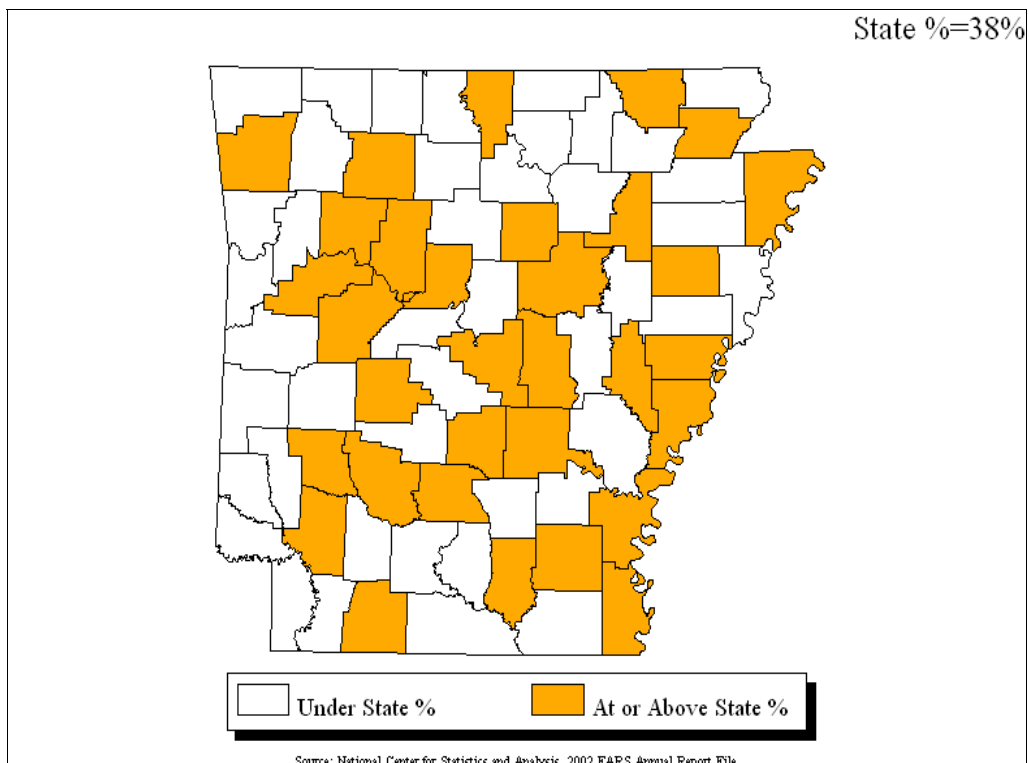 State %=38%
Under State %
At or Above State %
Source: National Center for Statistics and Analysis, 2002 FARS Annual Report File